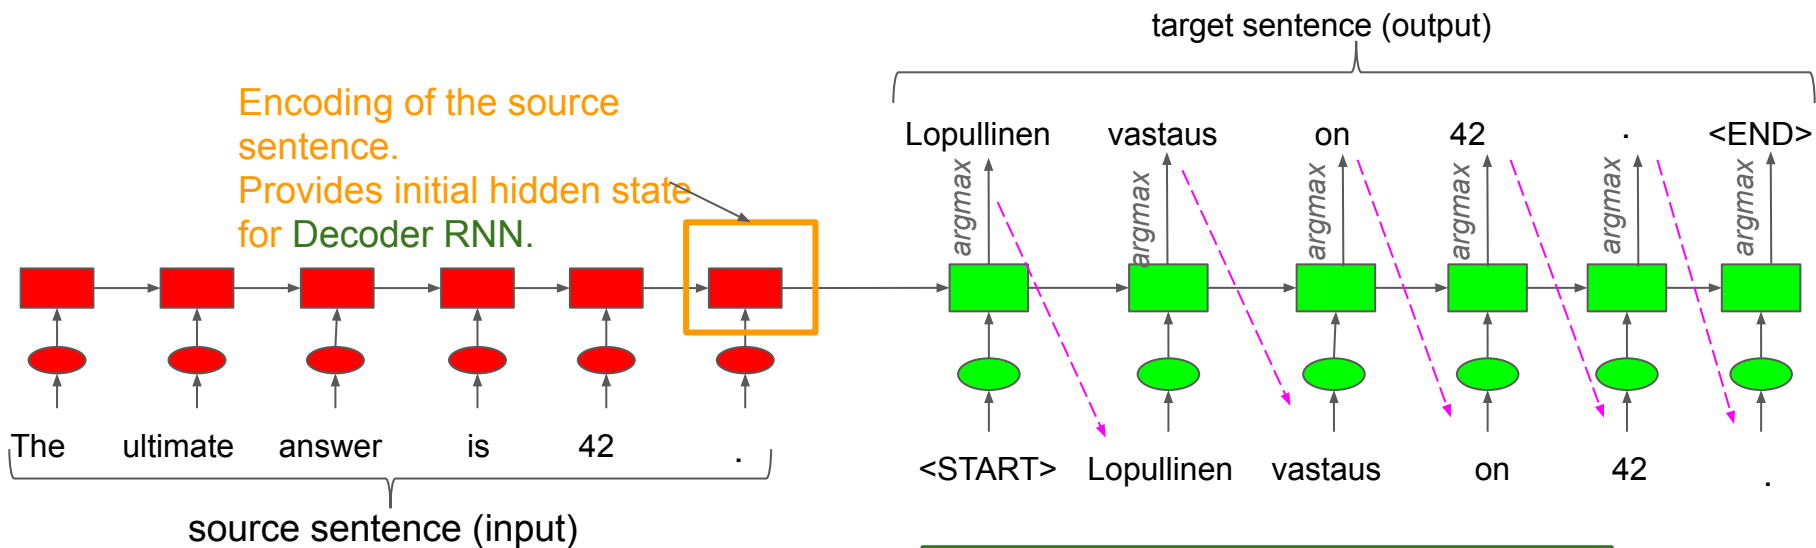 target sentence (output)
Encoding of the source
sentence.
Provides initial hidden state
for Decoder RNN.
Lopullinen vastaus on 42 . <END>
argmax argmax argmax argmax argmax argmax
The ultimate answer is 42 .
<START> Lopullinen vastaus on 42 .
source sentence (input)